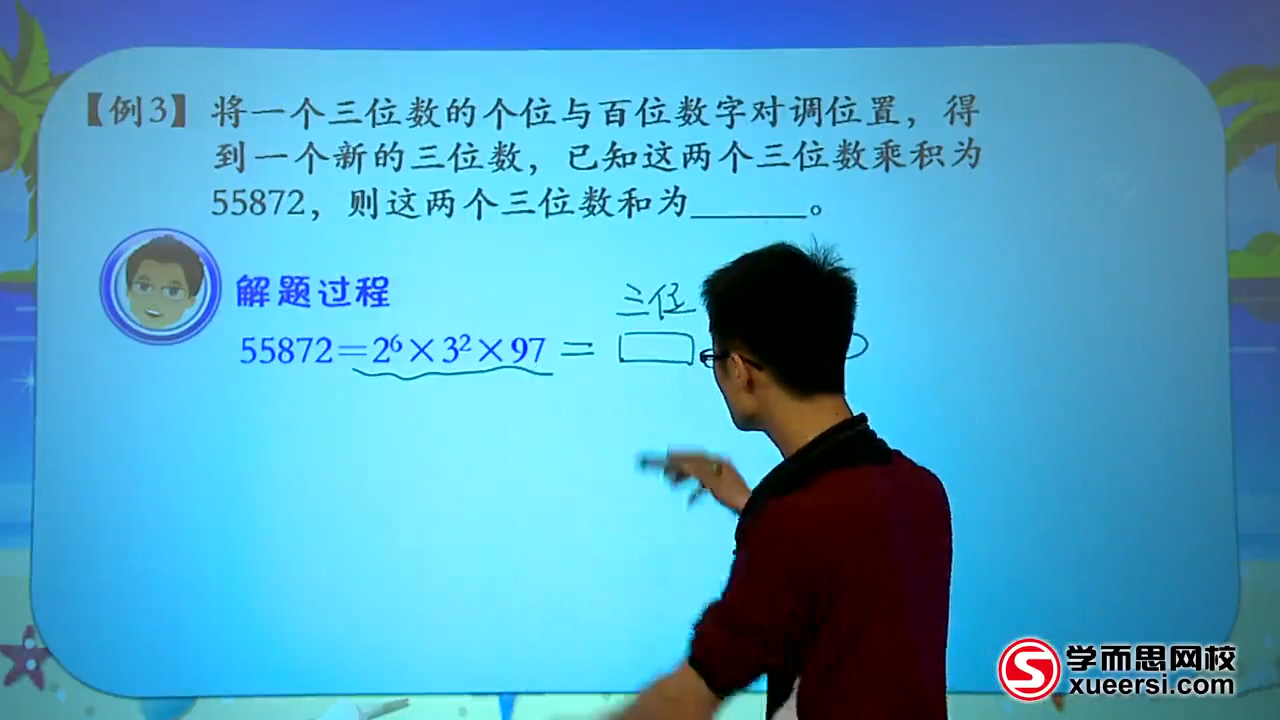 【例3】将一个三位数的个位与百位数字对调位置，得
到一个新的三位数，已知这两个三位数乘积为
55872，则这两个三位数和为______。
解题过程
三位
55872=2⁶×3²×97 =
学而思网校
xueersi.com